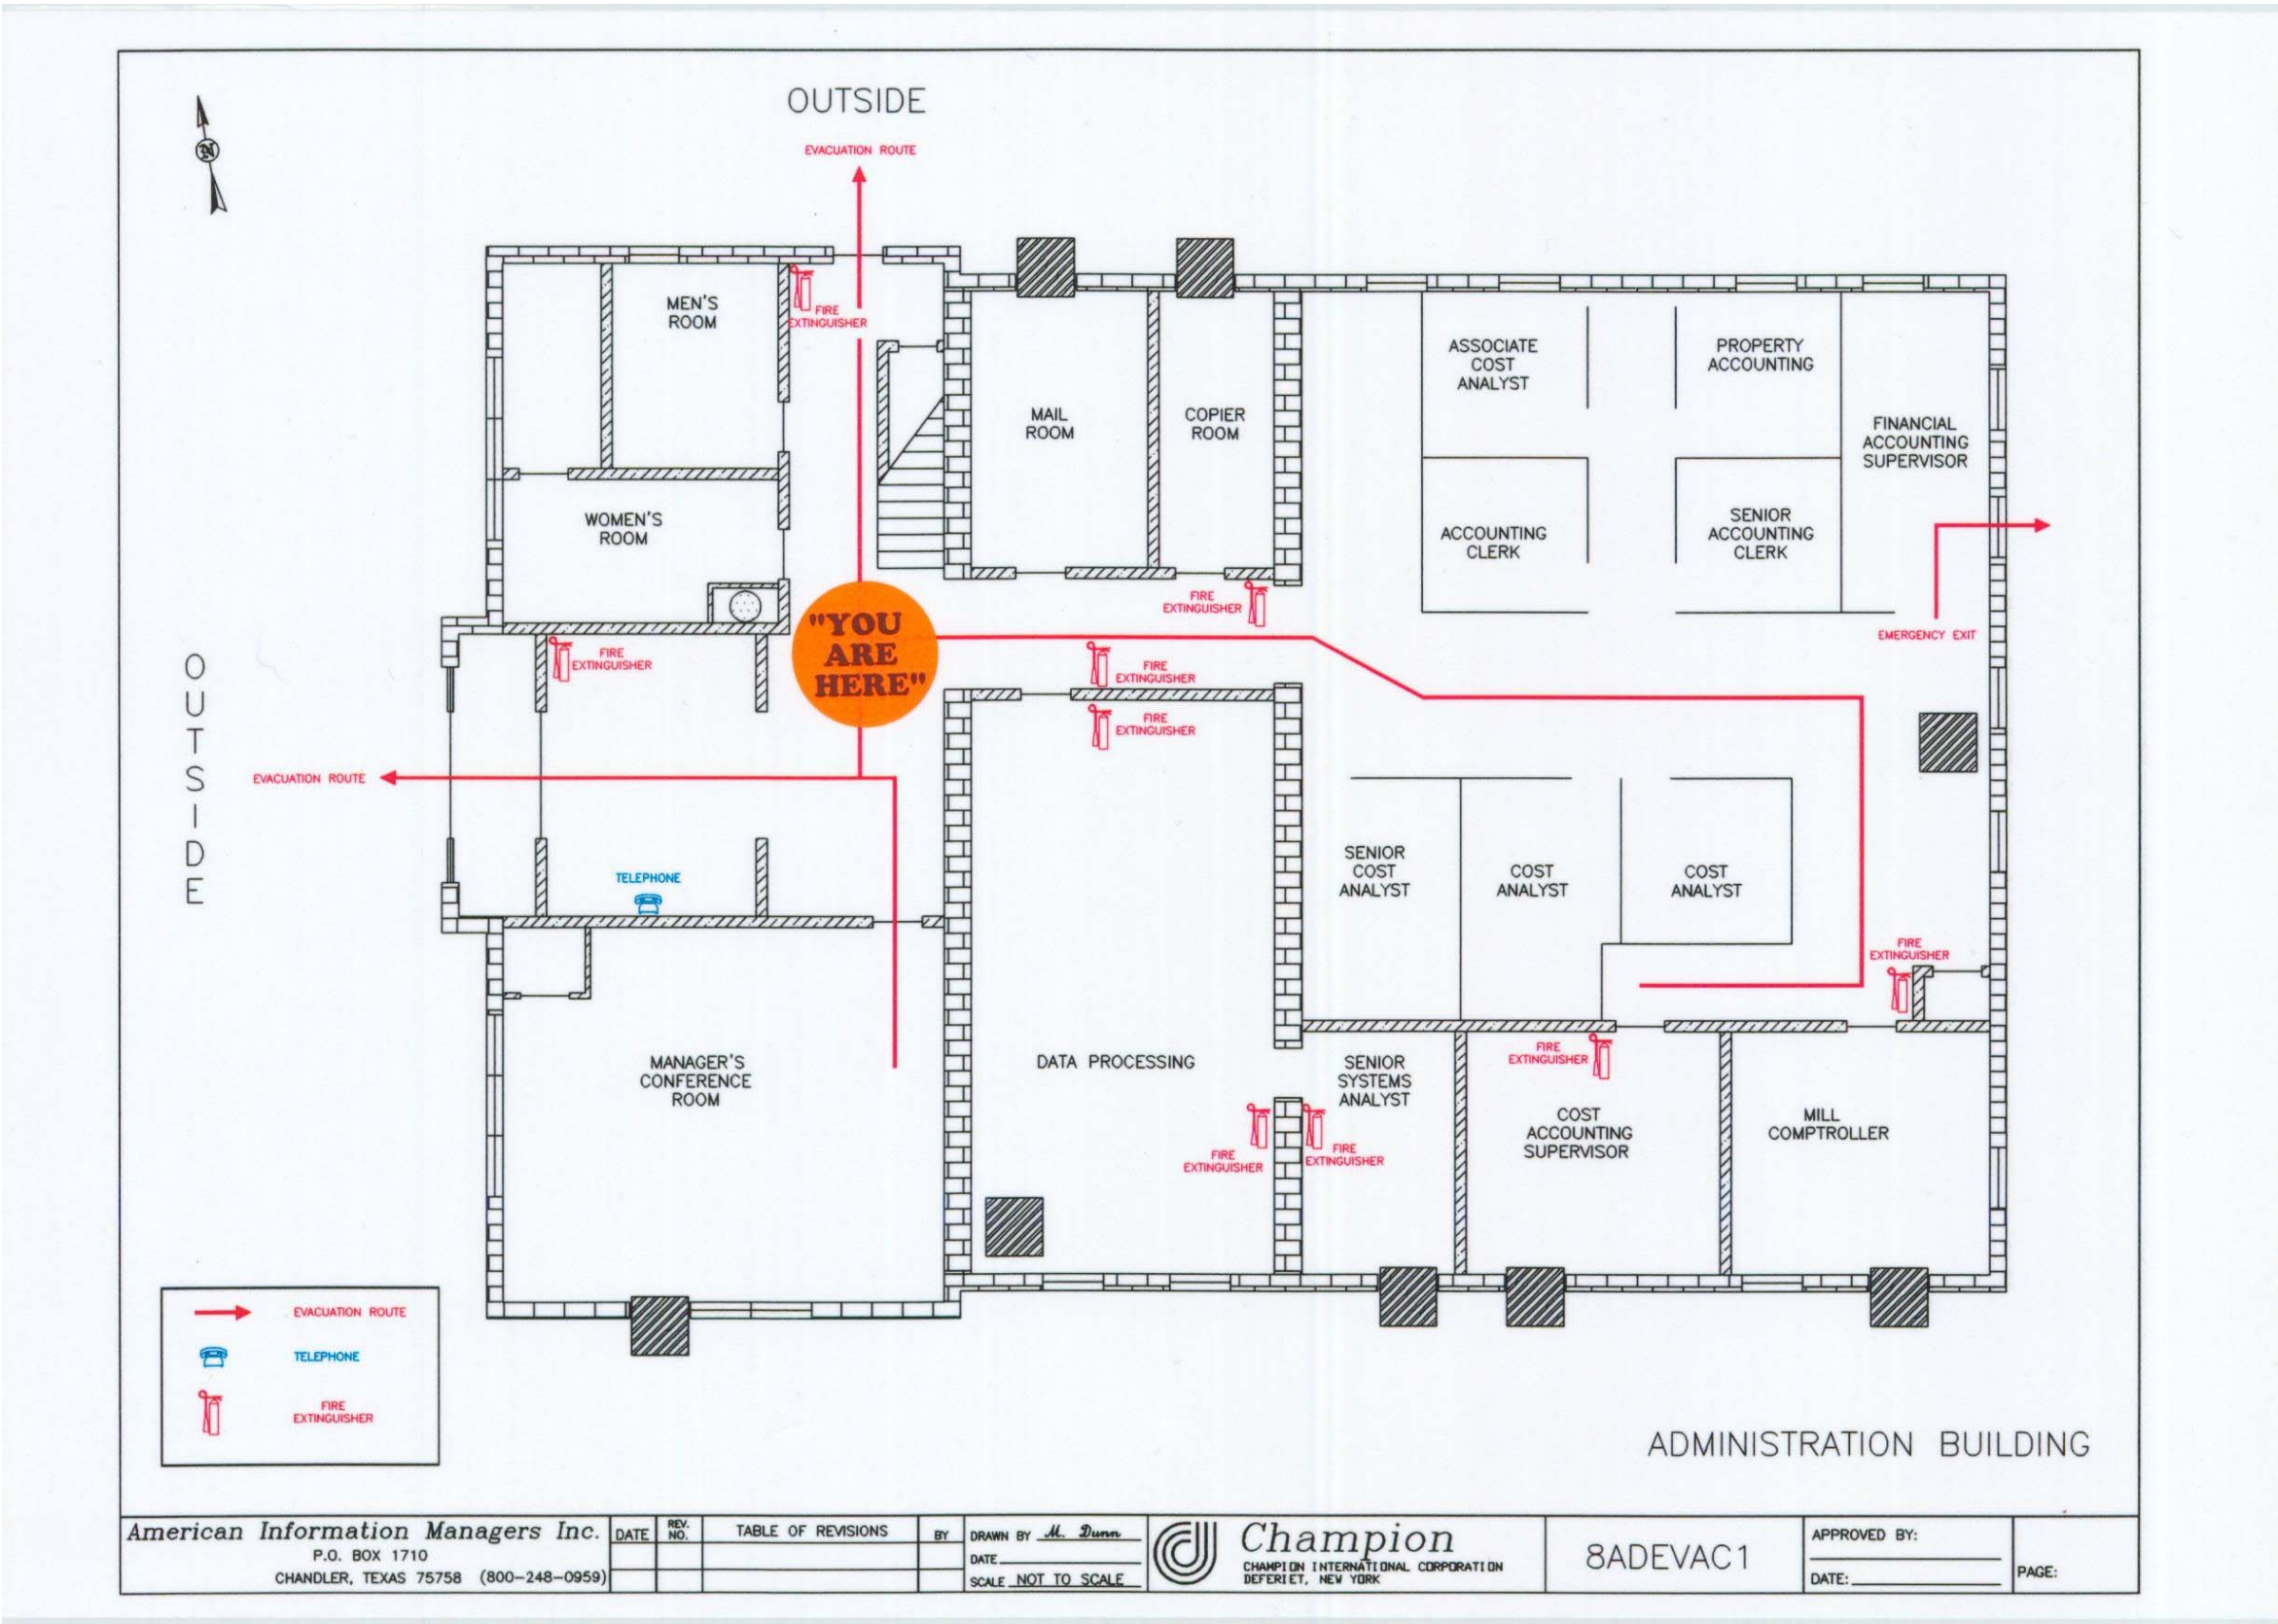 OUTSIDE
EVACUATION ROUTE
N
MEN'S
ROOM
FIRE
EXTINGUISHER
MAIL
ROOM
COPIER
ROOM
ASSOCIATE
COST
ANALYST
PROPERTY
ACCOUNTING
FINANCIAL
ACCOUNTING
SUPERVISOR
WOMEN'S
ROOM
ACCOUNTING
CLERK
SENIOR
ACCOUNTING
CLERK
FIRE
EXTINGUISHER
EMERGENCY EXIT
"YOU
ARE
HERE"
FIRE
EXTINGUISHER
FIRE
EXTINGUISHER
FIRE
EXTINGUISHER
OUTSIDE
EVACUATION ROUTE
TELEPHONE
SENIOR
COST
ANALYST
COST
ANALYST
COST
ANALYST
FIRE
EXTINGUISHER
MANAGER'S
CONFERENCE
ROOM
DATA PROCESSING
SENIOR
SYSTEMS
ANALYST
FIRE
EXTINGUISHER
COST
ACCOUNTING
SUPERVISOR
MILL
COMPTROLLER
FIRE
EXTINGUISHER
FIRE
EXTINGUISHER
EVACUATION ROUTE
TELEPHONE
FIRE
EXTINGUISHER
ADMINISTRATION BUILDING
American Information Managers Inc.
P.O. BOX 1710
CHANDLER, TEXAS 75758 (800-248-0959)
DATE
REV.
NO.
TABLE OF REVISIONS
BY
DRAWN BY M. Dunn
DATE
SCALE NOT TO SCALE
Champion
CHAMPION INTERNATIONAL CORPORATION
DEFERIET, NEW YORK
8ADEVAC1
APPROVED BY:
DATE:
PAGE: